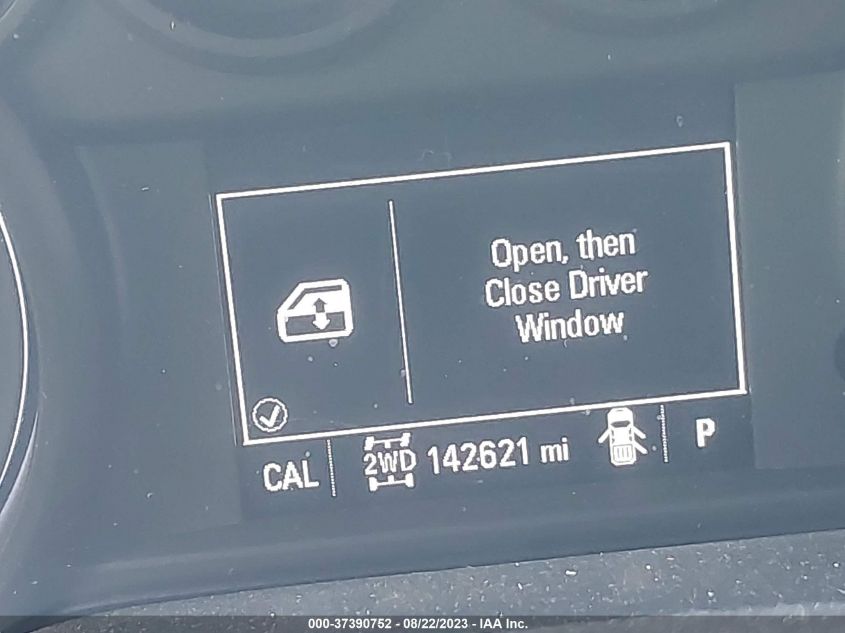 Open, then
Close Driver
Window
CAL
2WD
142621 mi
P
000-37390752 - 08/22/2023 - IAA Inc.